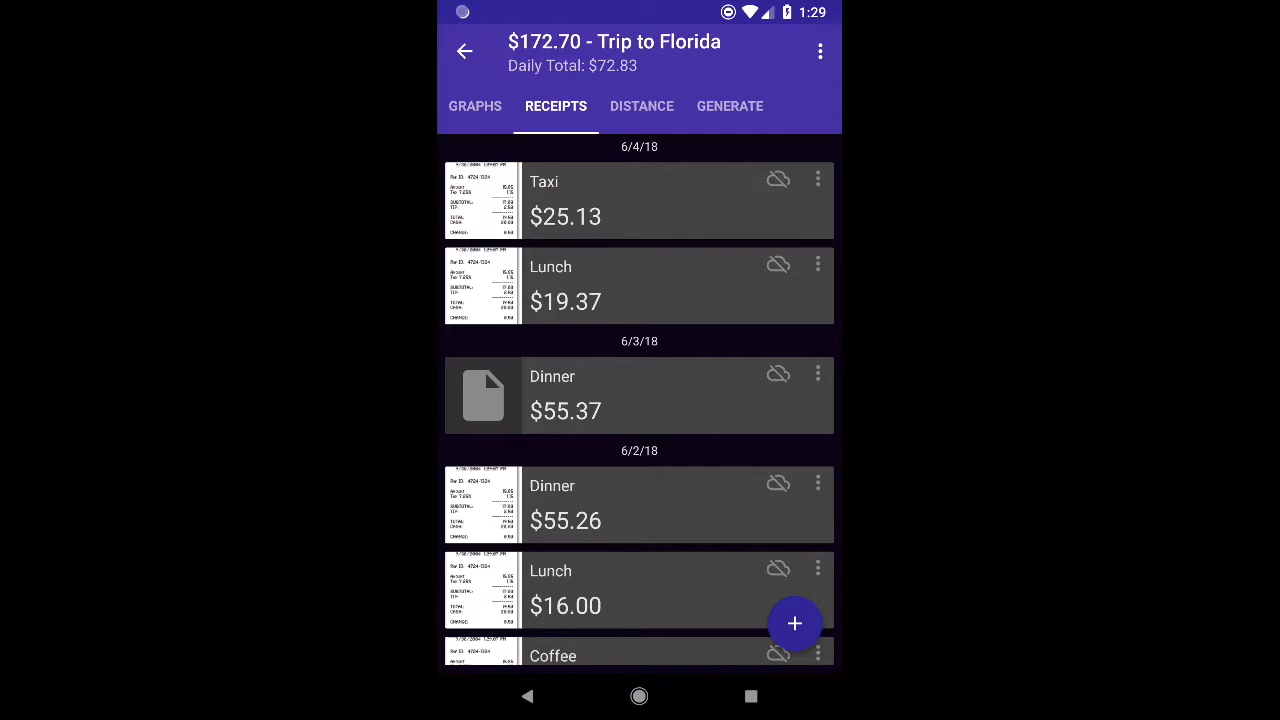 1:29
$172.70 - Trip to Florida
Daily Total: $72.83
GRAPHS RECEIPTS DISTANCE GENERATE
6/4/18
Taxi
$25.13
Lunch
$19.37
6/3/18
Dinner
$55.37
6/2/18
Dinner
$55.26
Lunch
$16.00
Coffee